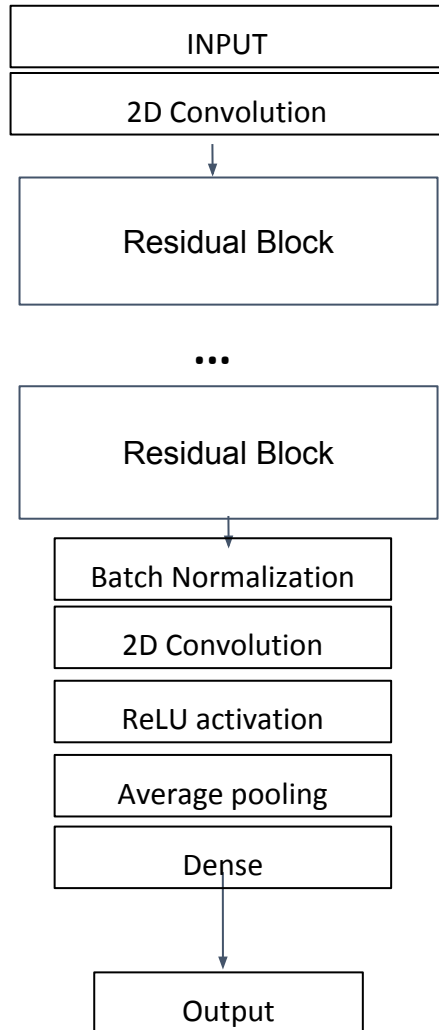 INPUT
2D Convolution
Residual Block
...
Residual Block
Batch Normalization
2D Convolution
ReLU activation
Average pooling
Dense
Output